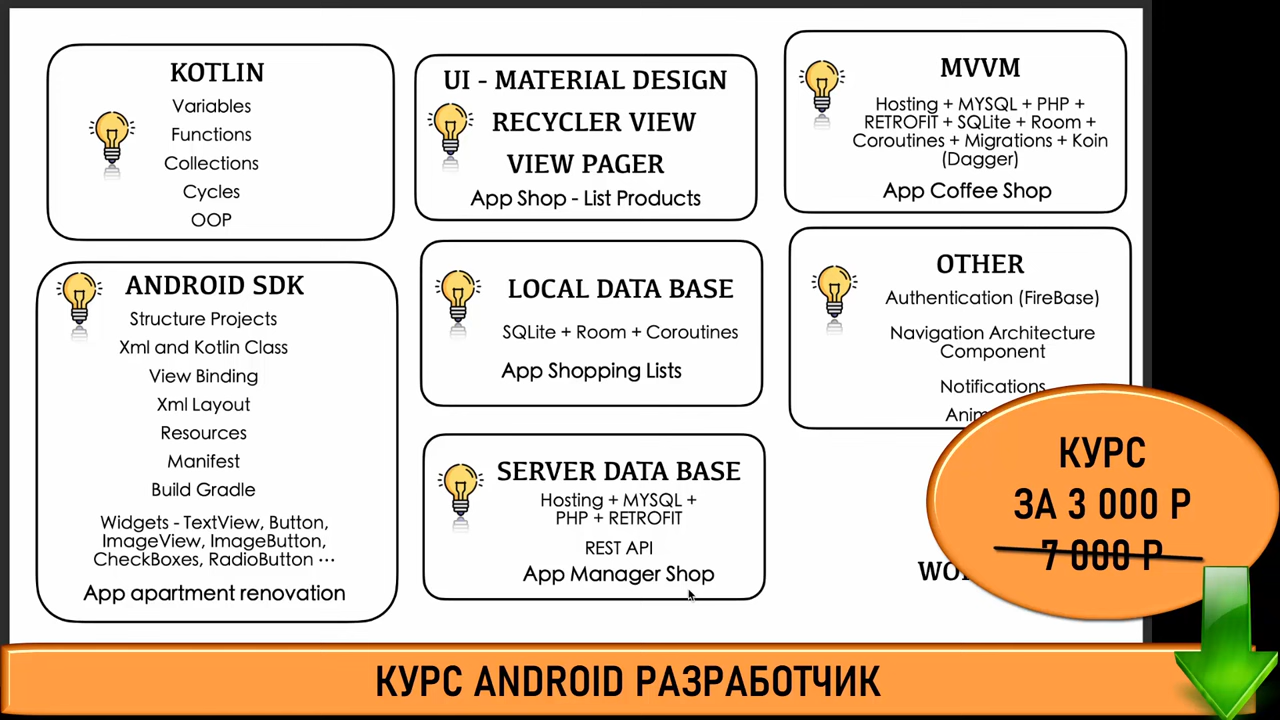 KOTLIN
Variables
Functions
Collections
Cycles
OOP
ANDROID SDK
Structure Projects
Xml and Kotlin Class
View Binding
Xml Layout
Resources
Manifest
Build Gradle
Widgets - TextView, Button,
ImageView, ImageButton,
CheckBoxes, RadioButton ···
App apartment renovation
UI - MATERIAL DESIGN
RECYCLER VIEW
VIEW PAGER
App Shop - List Products
LOCAL DATA BASE
SQLite + Room + Coroutines
App Shopping Lists
SERVER DATA BASE
Hosting + MYSQL +
PHP + RETROFIT
REST API
App Manager Shop
MVVM
Hosting + MYSQL + PHP +
RETROFIT + SQLite + Room +
Coroutines + Migrations + Koin
(Dagger)
App Coffee Shop
OTHER
Authentication (FireBase)
Navigation Architecture
Component
Notifications
КУРС
ЗА 3 000 Р
7 000 Р
КУРС ANDROID РАЗРАБОТЧИК